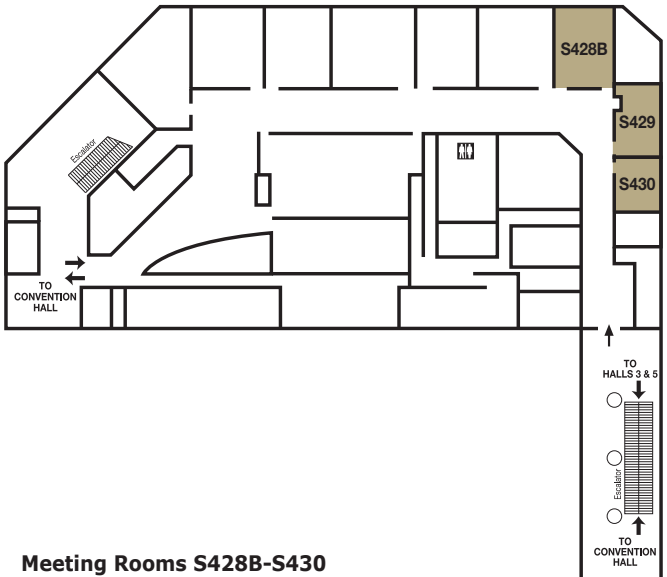 S428B
S429
S430
Escalator
TO
CONVENTION
HALL
TO
HALLS 3 & 5
Escalator
TO
CONVENTION
HALL
Meeting Rooms S428B-S430